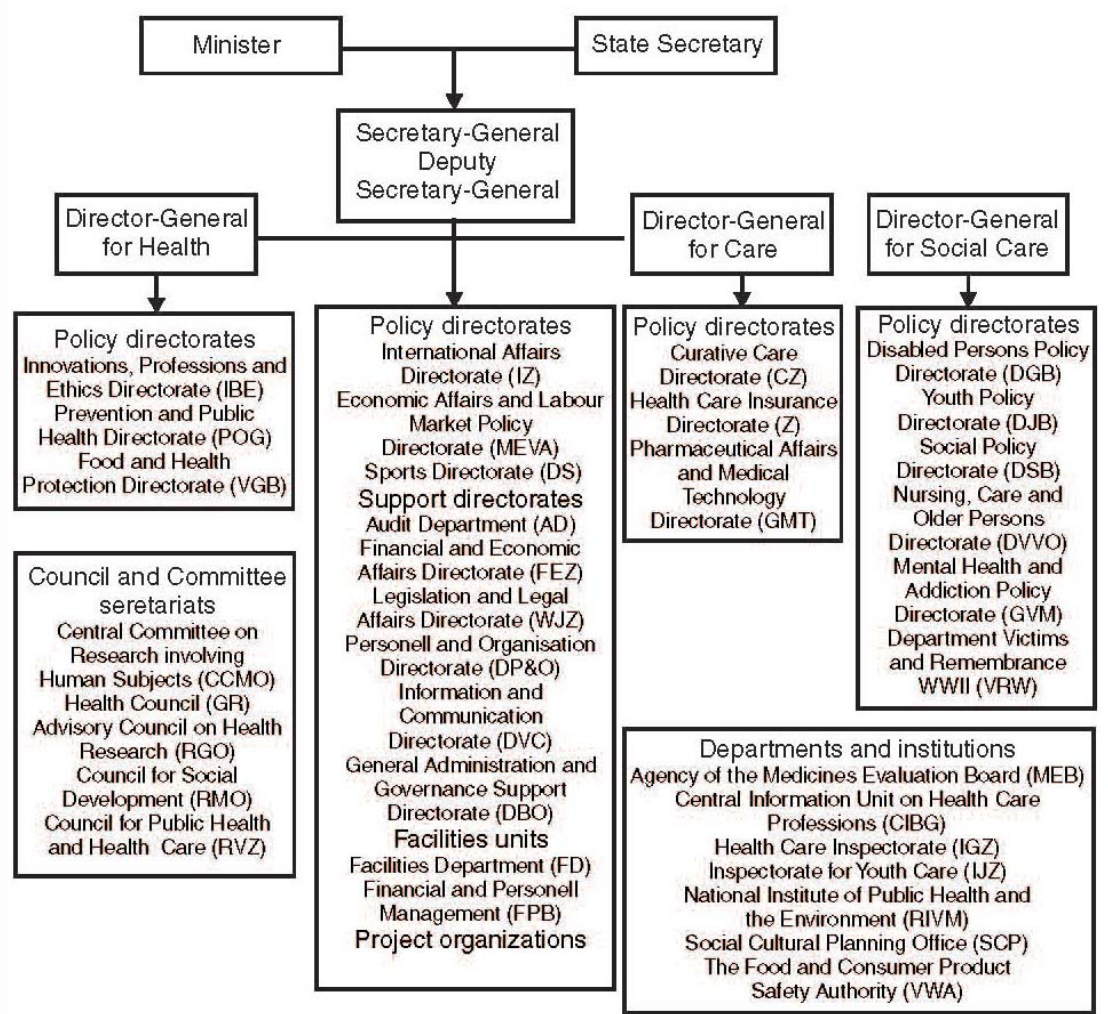 Minister
State Secretary
Secretary-General
Deputy
Secretary-General
Director-General
for Health
Director-General
for Care
Director-General
for Social Care
Policy directorates
Innovations, Professions and
Ethics Directorate (IBE)
Prevention and Public
Health Directorate (POG)
Food and Health
Protection Directorate (VGB)
Council and Committee
seretariats
Central Committee on
Research involving
Human Subjects (CCMO)
Health Council (GR)
Advisory Council on Health
Research (RGO)
Council for Social
Development (RMO)
Council for Public Health
and Health Care (RVZ)
Policy directorates
International Affairs
Directorate (IZ)
Economic Affairs and Labour
Market Policy
Directorate (MEVA)
Sports Directorate (DS)
Support directorates
Audit Department (AD)
Financial and Economic
Affairs Directorate (FEZ)
Legislation and Legal
Affairs Directorate (WJZ)
Personell and Organisation
Directorate (DP&O)
Information and
Communication
Directorate (DVC)
General Administration and
Governance Support
Directorate (DBO)
Facilities units
Facilities Department (FD)
Financial and Personell
Management (FPB)
Project organizations
Policy directorates
Curative Care
Directorate (CZ)
Health Care Insurance
Directorate (Z)
Pharmaceutical Affairs
and Medical
Technology
Directorate (GMT)
Policy directorates
Disabled Persons Policy
Directorate (DGB)
Youth Policy
Directorate (DJB)
Social Policy
Directorate (DSB)
Nursing, Care and
Older Persons
Directorate (DVVO)
Mental Health and
Addiction Policy
Directorate (GVM)
Department Victims
and Remembrance
WWII (VRW)
Departments and institutions
Agency of the Medicines Evaluation Board (MEB)
Central Information Unit on Health Care
Professions (CIBG)
Health Care Inspectorate (IGZ)
Inspectorate for Youth Care (IJZ)
National Institute of Public Health and
the Environment (RIVM)
Social Cultural Planning Office (SCP)
The Food and Consumer Product
Safety Authority (VWA)